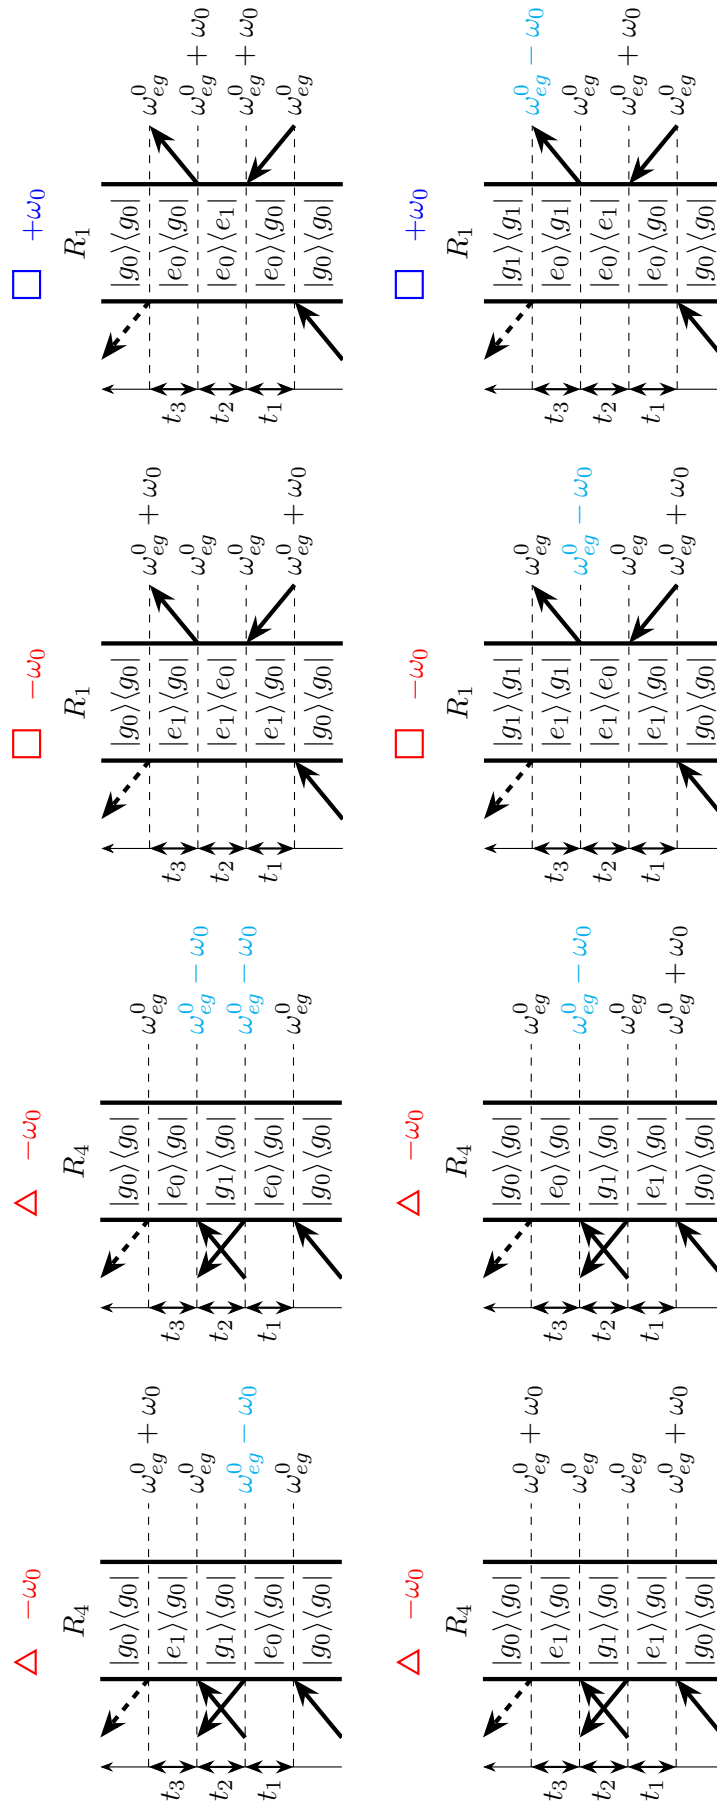 △ −ω₀
R₄
|g₀⟩⟨g₀|
ω⁰ₑg + ω₀
t₃ |e₁⟩⟨g₀|
ω⁰ₑg
t₂ |g₁⟩⟨g₀|
ω⁰ₑg − ω₀
t₁ |e₀⟩⟨g₀|
ω⁰ₑg
|g₀⟩⟨g₀|
△ −ω₀
R₄
|g₀⟩⟨g₀|
ω⁰ₑg
t₃ |e₀⟩⟨g₀|
ω⁰ₑg − ω₀
t₂ |g₁⟩⟨g₀|
ω⁰ₑg − ω₀
t₁ |e₀⟩⟨g₀|
ω⁰ₑg
|g₀⟩⟨g₀|
□ −ω₀
R₁
|g₀⟩⟨g₀|
ω⁰ₑg + ω₀
t₃ |e₁⟩⟨g₀|
ω⁰ₑg
t₂ |e₁⟩⟨e₀|
ω⁰ₑg
t₁ |e₁⟩⟨g₀|
ω⁰ₑg + ω₀
|g₀⟩⟨g₀|
□ +ω₀
R₁
|g₀⟩⟨g₀|
ω⁰ₑg
t₃ |e₀⟩⟨g₀|
ω⁰ₑg + ω₀
t₂ |e₀⟩⟨e₁|
ω⁰ₑg + ω₀
t₁ |e₀⟩⟨g₀|
ω⁰ₑg
|g₀⟩⟨g₀|
△ −ω₀
R₄
|g₀⟩⟨g₀|
ω⁰ₑg + ω₀
t₃ |e₁⟩⟨g₀|
ω⁰ₑg
t₂ |g₁⟩⟨g₀|
ω⁰ₑg
t₁ |e₁⟩⟨g₀|
ω⁰ₑg + ω₀
|g₀⟩⟨g₀|
△ −ω₀
R₄
|g₀⟩⟨g₀|
ω⁰ₑg
t₃ |e₀⟩⟨g₀|
ω⁰ₑg − ω₀
t₂ |g₁⟩⟨g₀|
ω⁰ₑg
t₁ |e₁⟩⟨g₀|
ω⁰ₑg + ω₀
|g₀⟩⟨g₀|
□ −ω₀
R₁
|g₁⟩⟨g₁|
ω⁰ₑg
t₃ |e₁⟩⟨g₁|
ω⁰ₑg − ω₀
t₂ |e₁⟩⟨e₀|
ω⁰ₑg
t₁ |e₁⟩⟨g₀|
ω⁰ₑg + ω₀
|g₀⟩⟨g₀|
□ +ω₀
R₁
|g₁⟩⟨g₁|
ω⁰ₑg − ω₀
t₃ |e₀⟩⟨g₁|
ω⁰ₑg
t₂ |e₀⟩⟨e₁|
ω⁰ₑg + ω₀
t₁ |e₀⟩⟨g₀|
ω⁰ₑg
|g₀⟩⟨g₀|